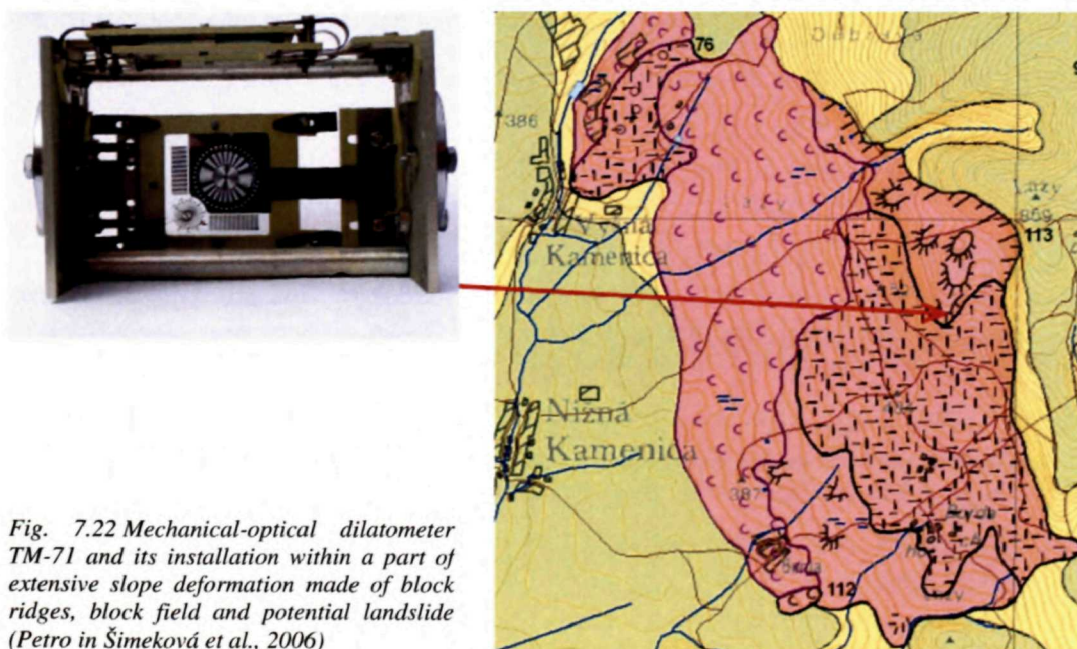 76
386
Vyšná
Kamenica
Lazy
869
113
Nižná
Kamenica
387
112
Fig. 7.22 Mechanical-optical dilatometer
TM-71 and its installation within a part of
extensive slope deformation made of block
ridges, block field and potential landslide
(Petro in Šimeková et al., 2006)